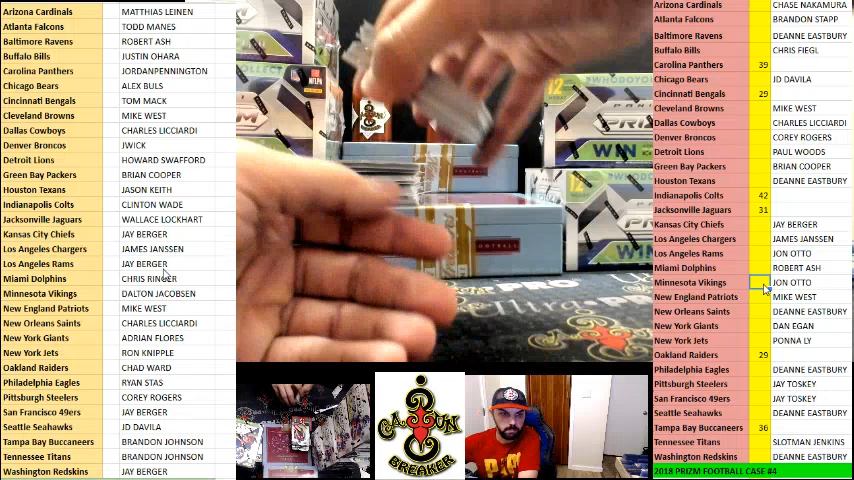 Arizona Cardinals MATTHIAS LEINEN
Atlanta Falcons TODD MANES
Baltimore Ravens ROBERT ASH
Buffalo Bills JUSTIN OHARA
Carolina Panthers JORDANPENNINGTON
Chicago Bears ALEX BULS
Cincinnati Bengals TOM MACK
Cleveland Browns MIKE WEST
Dallas Cowboys CHARLES LICCIARDI
Denver Broncos JWICK
Detroit Lions HOWARD SWAFFORD
Green Bay Packers BRIAN COOPER
Houston Texans JASON KEITH
Indianapolis Colts CLINTON WADE
Jacksonville Jaguars WALLACE LOCKHART
Kansas City Chiefs JAY BERGER
Los Angeles Chargers JAMES JANSSEN
Los Angeles Rams JAY BERGER
Miami Dolphins CHRIS RINGER
Minnesota Vikings DALTON JACOBSEN
New England Patriots MIKE WEST
New Orleans Saints CHARLES LICCIARDI
New York Giants ADRIAN FLORES
New York Jets RON KNIPPLE
Oakland Raiders CHAD WARD
Philadelphia Eagles RYAN STAS
Pittsburgh Steelers COREY ROGERS
San Francisco 49ers JAY BERGER
Seattle Seahawks JD DAVILA
Tampa Bay Buccaneers BRANDON JOHNSON
Tennessee Titans BRANDON JOHNSON
Washington Redskins JAY BERGER
12
WIN
12
CAJUN
BREAKER
Arizona Cardinals CHASE NAKAMURA
Atlanta Falcons BRANDON STAPP
Baltimore Ravens DEANNE EASTBURY
Buffalo Bills CHRIS FIEGL
Carolina Panthers 39
Chicago Bears JD DAVILA
Cincinnati Bengals 29
Cleveland Browns MIKE WEST
Dallas Cowboys CHARLES LICCIARDI
Denver Broncos COREY ROGERS
Detroit Lions PAUL WOODS
Green Bay Packers BRIAN COOPER
Houston Texans DEANNE EASTBURY
Indianapolis Colts 42
Jacksonville Jaguars 31
Kansas City Chiefs JAY BERGER
Los Angeles Chargers JAMES JANSSEN
Los Angeles Rams JON OTTO
Miami Dolphins ROBERT ASH
Minnesota Vikings JON OTTO
New England Patriots MIKE WEST
New Orleans Saints DEANNE EASTBURY
New York Giants DAN EGAN
New York Jets PONNA LY
Oakland Raiders 29
Philadelphia Eagles DEANNE EASTBURY
Pittsburgh Steelers JAY TOSKEY
San Francisco 49ers JAY TOSKEY
Seattle Seahawks DEANNE EASTBURY
Tampa Bay Buccaneers 36
Tennessee Titans SLOTMAN JENKINS
Washington Redskins DEANNE EASTBURY
2018 PRIZM FOOTBALL CASE #4